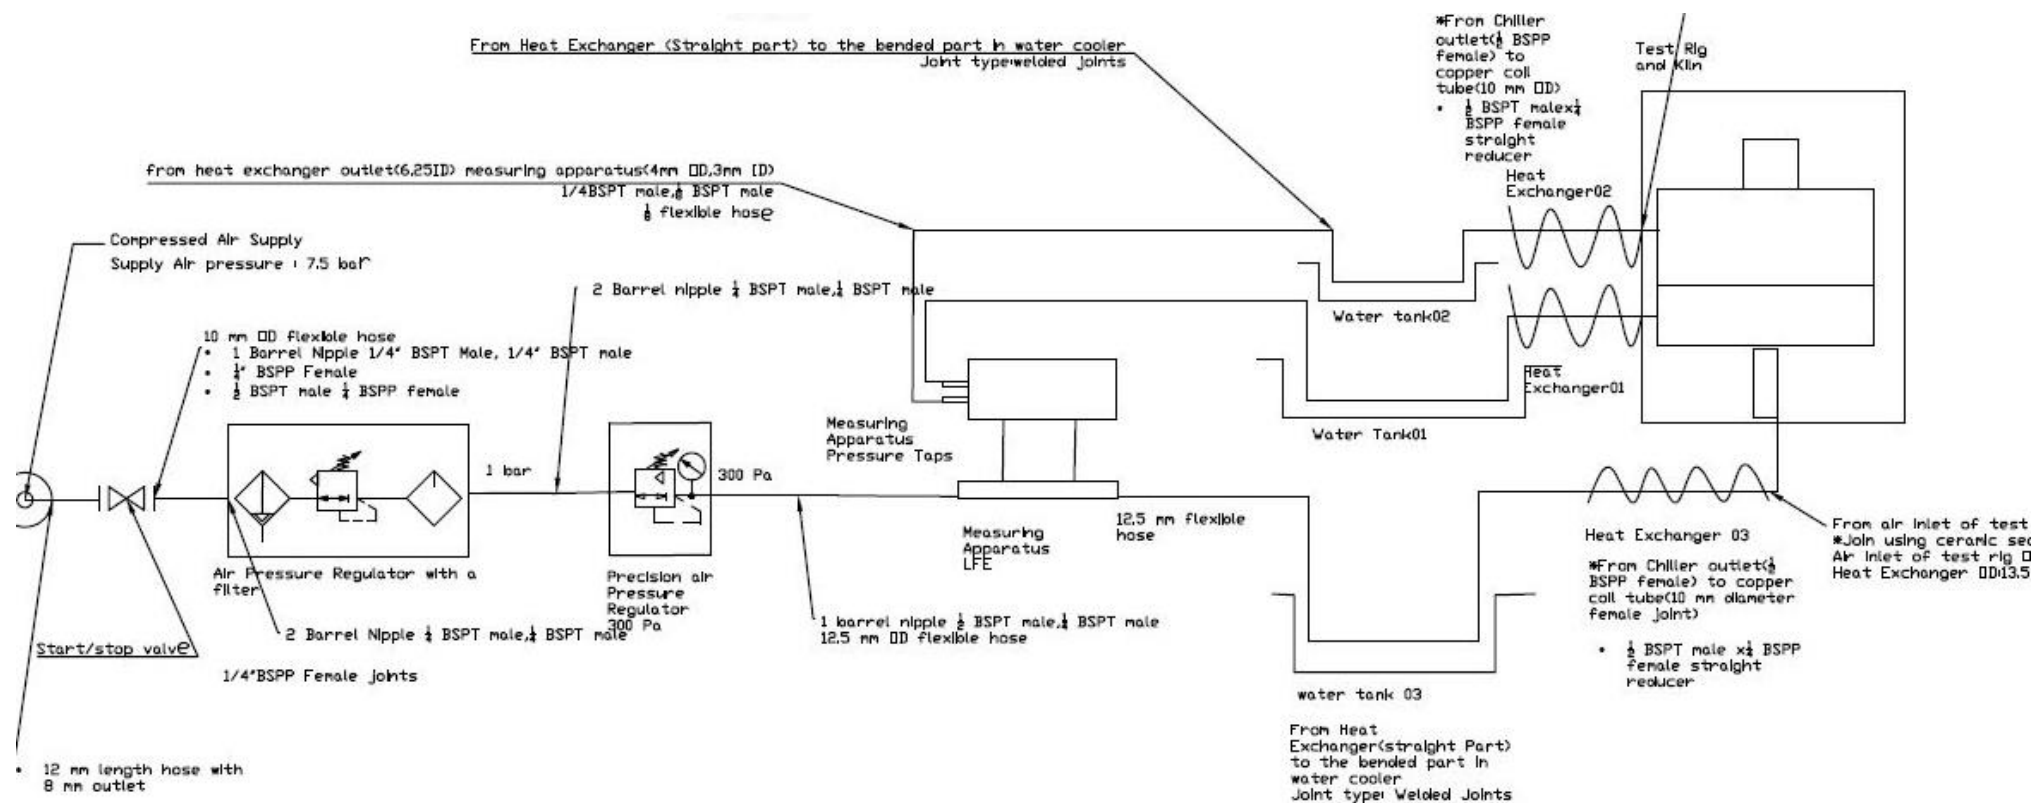 From Heat Exchanger (Straight part) to the bended part in water cooler
Joint type:welded joints
*From Chiller
outlet(½ BSPP
female) to
copper coil
tube(10 mm OD)
• ½ BSPT malex¼
BSPP female
straight
reducer
Test Rig
and Kiln
from heat exchanger outlet(6.25ID) measuring apparatus(4mm OD,3mm ID)
1/4BSPT male,⅛ BSPT male
⅛ flexible hose
Heat
Exchanger02
Compressed Air Supply
Supply Air pressure : 7.5 bar
2 Barrel nipple ¼ BSPT male,¼ BSPT male
Water tank02
10 mm OD flexible hose
• 1 Barrel Nipple 1/4" BSPT Male, 1/4" BSPT male
• ¼" BSPP Female
• ½ BSPT male ¼ BSPP female
Heat
Exchanger01
Measuring
Apparatus
Pressure Taps
Water Tank01
1 bar
300 Pa
12.5 mm flexible
hose
Measuring
Apparatus
LFE
Heat Exchanger 03
From air inlet of test
*Join using ceramic sea
Air inlet of test rig O
Heat Exchanger OD:13.5
*From Chiller outlet(½
BSPP female) to copper
coil tube(10 mm diameter
female joint)
• ½ BSPT male x¼ BSPP
female straight
reducer
Air Pressure Regulator with a
filter
Precision air
Pressure
Regulator
300 Pa
2 Barrel Nipple ¼ BSPT male,¼ BSPT male
1 barrel nipple ½ BSPT male,¼ BSPT male
12.5 mm OD flexible hose
Start/stop valve
1/4"BSPP Female joints
water tank 03
From Heat
Exchanger(straight Part)
to the bended part in
water cooler
Joint type: Welded Joints
• 12 mm length hose with
8 mm outlet